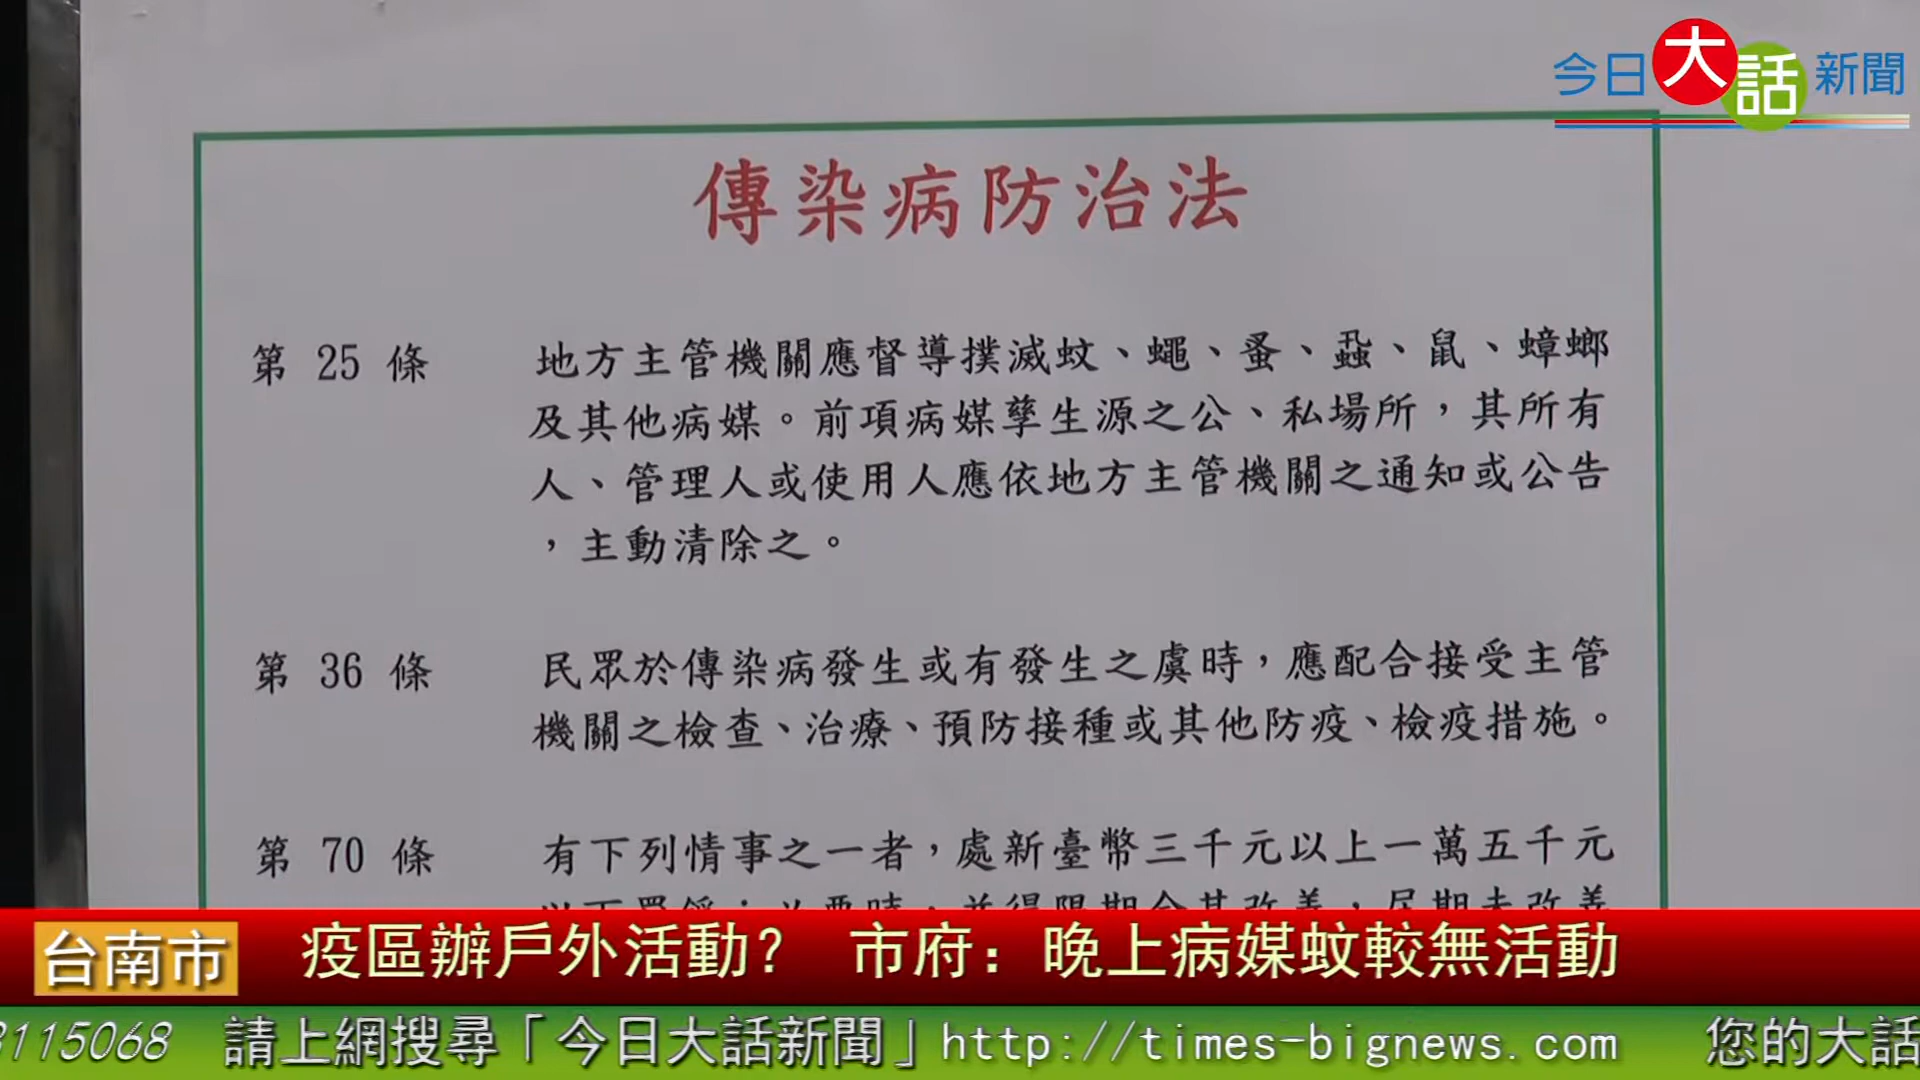 今日大話新聞
傳染病防治法
第 25 條 地方主管機關應督導撲滅蚊、蠅、蚤、蝨、鼠、蟑螂
及其他病媒。前項病媒孳生源之公、私場所，其所有
人、管理人或使用人應依地方主管機關之通知或公告
，主動清除之。
第 36 條 民眾於傳染病發生或有發生之虞時，應配合接受主管
機關之檢查、治療、預防接種或其他防疫、檢疫措施。
第 70 條 有下列情事之一者，處新臺幣三千元以上一萬五千元
台南市 疫區辦戶外活動？ 市府：晚上病媒蚊較無活動
115068 請上網搜尋「今日大話新聞」http://times-bignews.com 您的大話